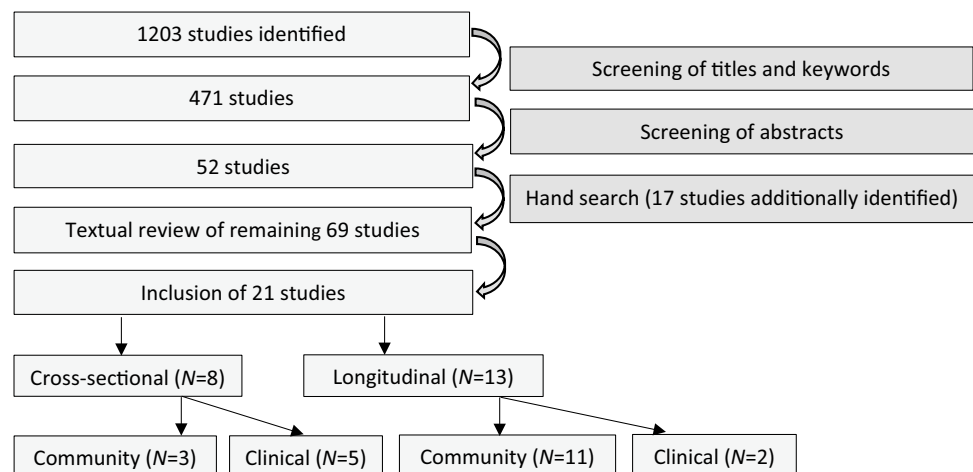 1203 studies identified
Screening of titles and keywords
471 studies
Screening of abstracts
52 studies
Hand search (17 studies additionally identified)
Textual review of remaining 69 studies
Inclusion of 21 studies
Cross-sectional (N=8)
Longitudinal (N=13)
Community (N=3)
Clinical (N=5)
Community (N=11)
Clinical (N=2)